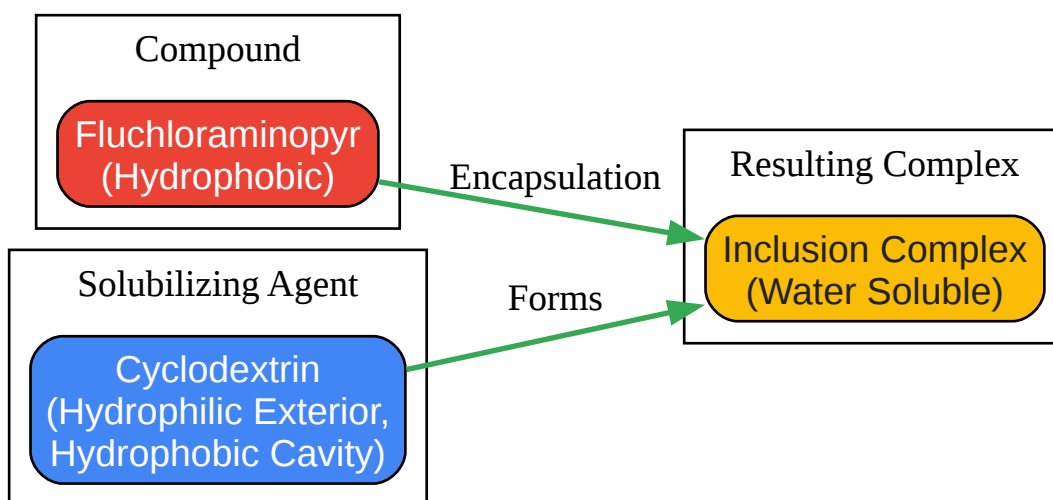 Compound
Fluchloraminopyr
(Hydrophobic)
Encapsulation
Resulting Complex
Inclusion Complex
(Water Soluble)
Solubilizing Agent
Forms
Cyclodextrin
(Hydrophilic Exterior,
Hydrophobic Cavity)